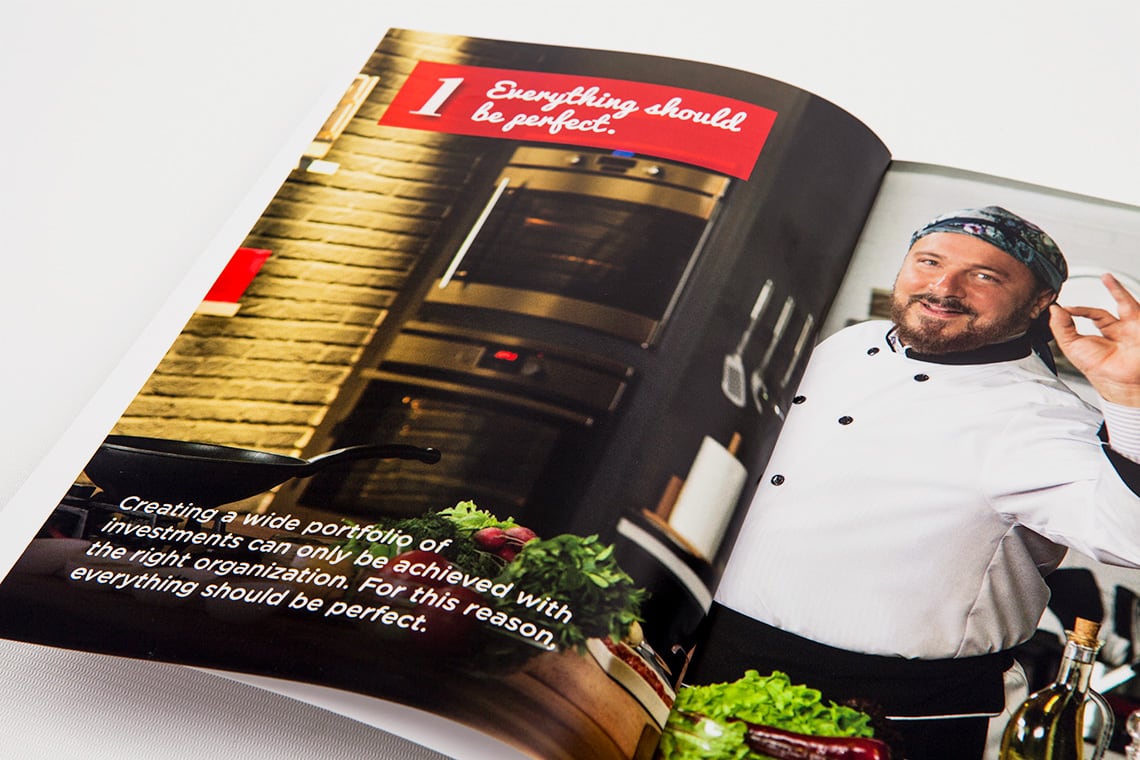 1
Everything should
be perfect.
Creating a wide portfolio of
investments can only be achieved with
the right organization. For this reason,
everything should be perfect.